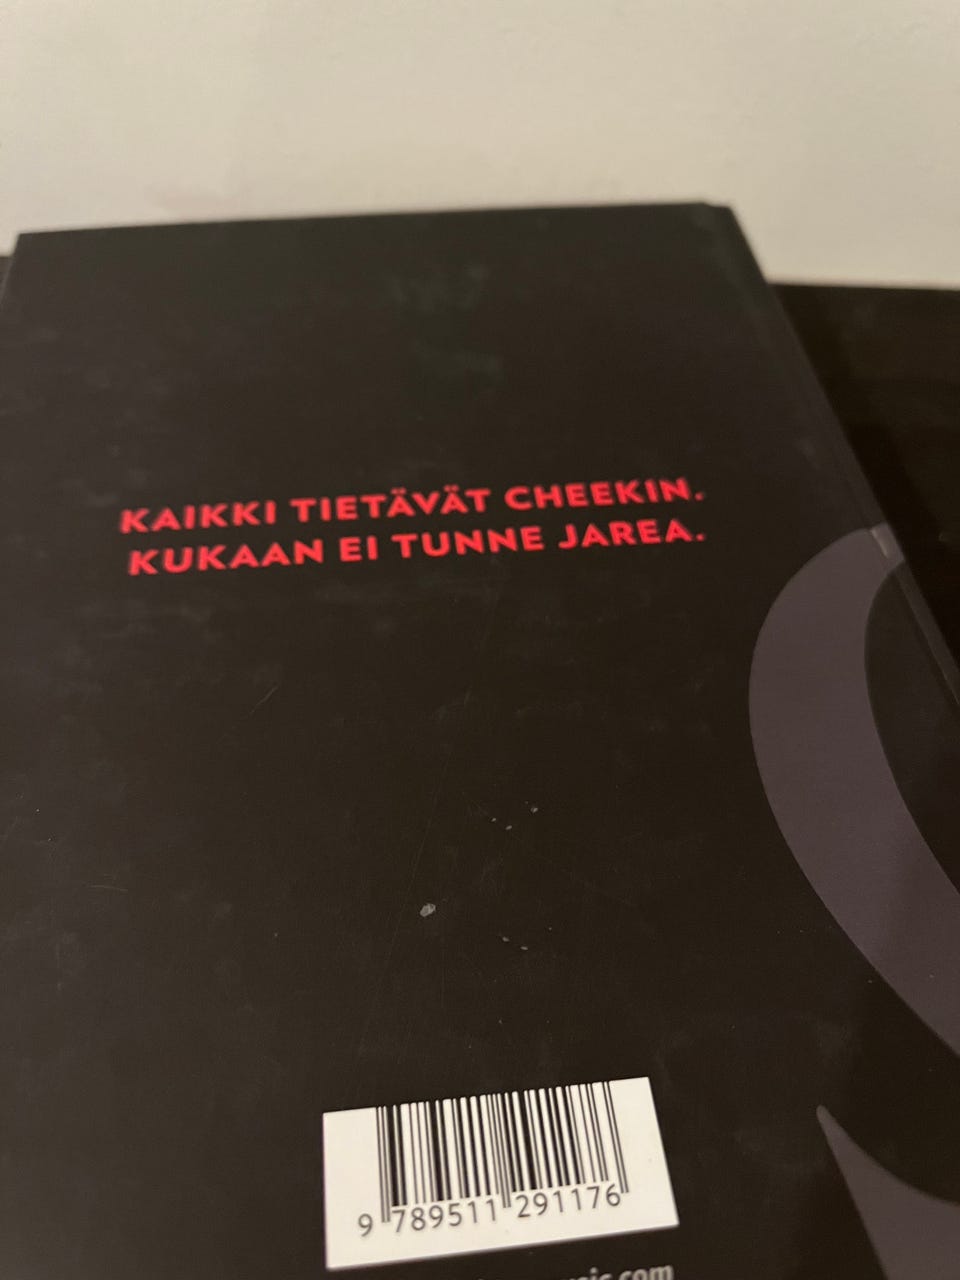 KAIKKI TIETÄVÄT CHEEKIN.
KUKAAN EI TUNNE JAREA.
9 789511 291176